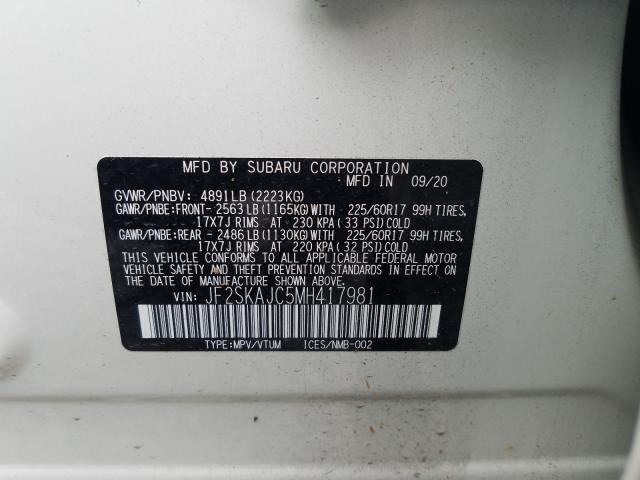 MFD BY SUBARU CORPORATION
MFD IN 09/20
GVWR/PNBV: 4891LB(2223KG)
GAWR/PNBE:FRONT- 2563LB(1165KG)WITH 225/60R17 99H TIRES,
17X7J RIMS AT 230 KPA(33 PSI)COLD
GAWR/PNBE:REAR - 2486LB(1130KG)WITH 225/60R17 99H TIRES,
17X7J RIMS AT 220 KPA(32 PSI)COLD
THIS VEHICLE CONFORMS TO ALL APPLICABLE FEDERAL MOTOR
VEHICLE SAFETY AND THEFT PREVENTION STANDARDS IN EFFECT ON
THE DATE OF MANUFACTURE SHOWN ABOVE.
VIN: JF2SKAJC5MH417981
TYPE:MPV/VTUM ICES/NMB-002